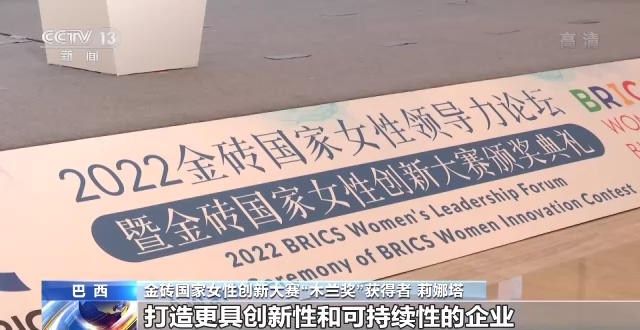 CCTV 13
新闻
高清
2022金砖国家女性领导力论坛
暨金砖国家女性创新大赛颁奖典礼
2022 BRICS Women's Leadership Forum
Ceremony of BRICS Women Innovation Contest
BRICS
WOM
B
巴西
金砖国家女性创新大赛“木兰奖”获得者 莉娜塔
打造更具创新性和可持续性的企业